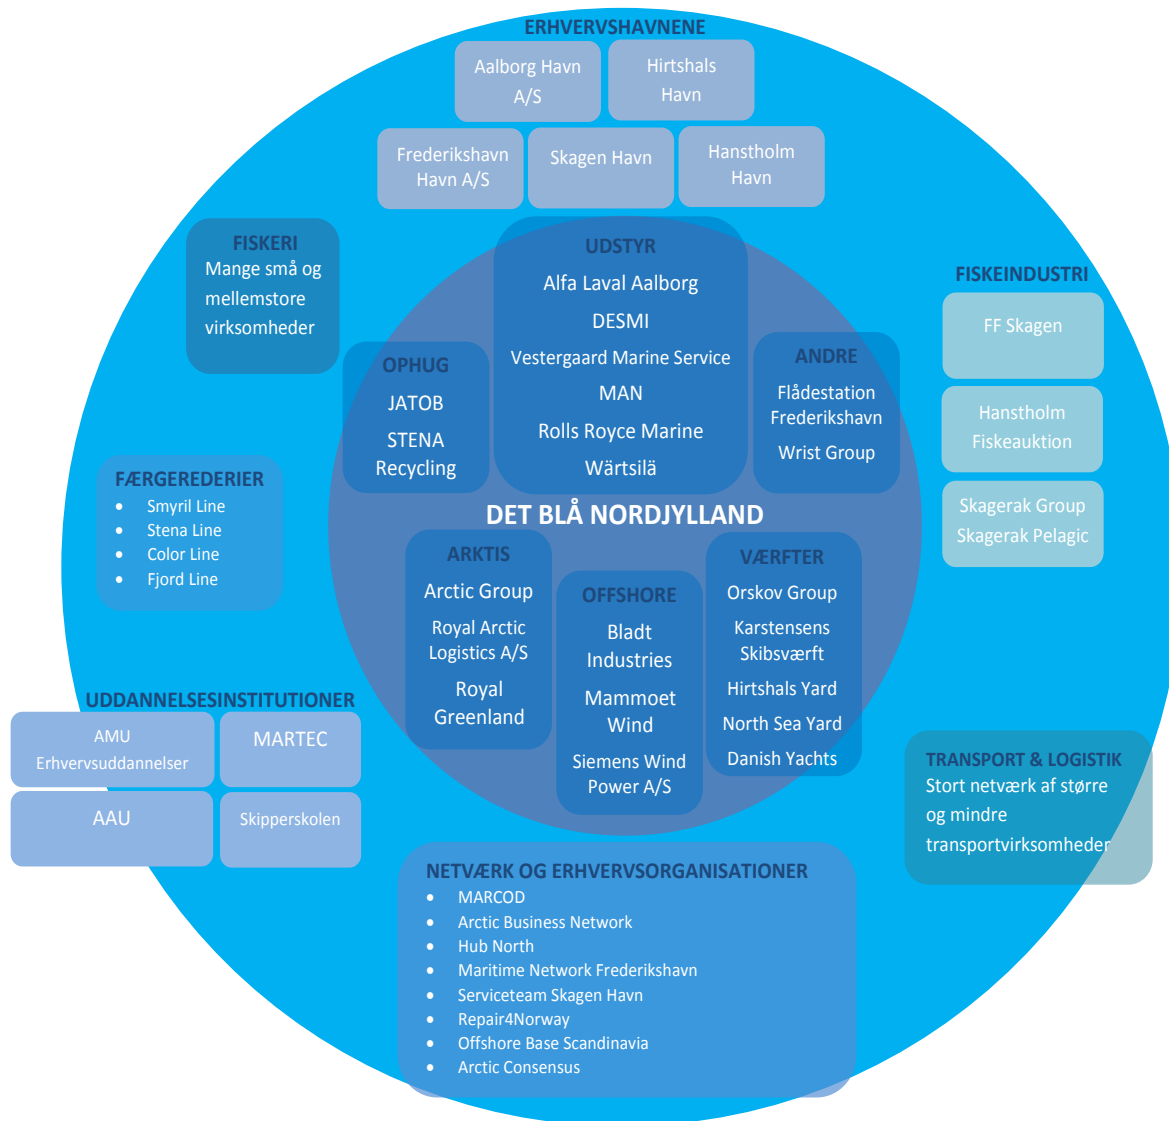 ERHVERVSHAVNENE
Aalborg Havn
A/S
Hirtshals
Havn
Frederikshavn
Havn A/S
Skagen Havn
Hanstholm
Havn
FISKERI
Mange små og
mellemstore
virksomheder
UDSTYR
Alfa Laval Aalborg
DESMI
Vestergaard Marine Service
MAN
Rolls Royce Marine
Wärtsilä
FISKEINDUSTRI
FF Skagen
Hanstholm
Fiskeauktion
Skagerak Group
Skagerak Pelagic
OPHUG
JATOB
STENA
Recycling
ANDRE
Flådestation
Frederikshavn
Wrist Group
FÆRGEREDERIER
• Smyril Line
• Stena Line
• Color Line
• Fjord Line
DET BLÅ NORDJYLLAND
ARKTIS
Arctic Group
Royal Arctic
Logistics A/S
Royal
Greenland
OFFSHORE
Bladt
Industries
Mammoet
Wind
Siemens Wind
Power A/S
VÆRFTER
Orskov Group
Karstensens
Skibsværft
Hirtshals Yard
North Sea Yard
Danish Yachts
UDDANNELSESINSTITUTIONER
AMU
Erhvervsuddannelser
MARTEC
AAU
Skipperskolen
TRANSPORT & LOGISTIK
Stort netværk af større
og mindre
transportvirksomheder
NETVÆRK OG ERHVERVSORGANISATIONER
• MARCOD
• Arctic Business Network
• Hub North
• Maritime Network Frederikshavn
• Serviceteam Skagen Havn
• Repair4Norway
• Offshore Base Scandinavia
• Arctic Consensus